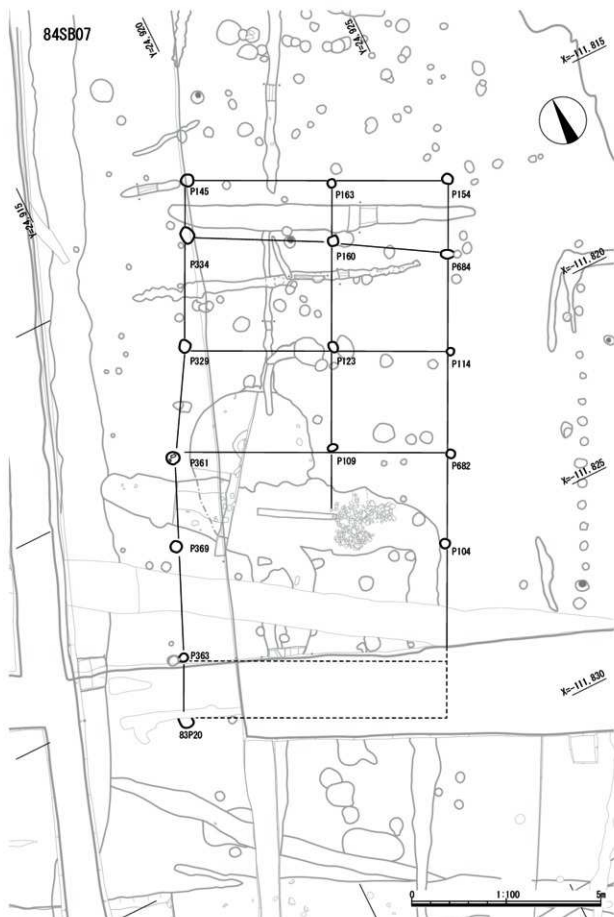 84SB07
Y=24,920
Y=24,925
X=-111,815
P145
P163
P154
Y=24,915
P334
P160
P684
X=-111,820
P329
P123
P114
P361
P109
P682
X=-111,825
P369
P104
P363
X=-111,830
83P20
0 1:100 5m